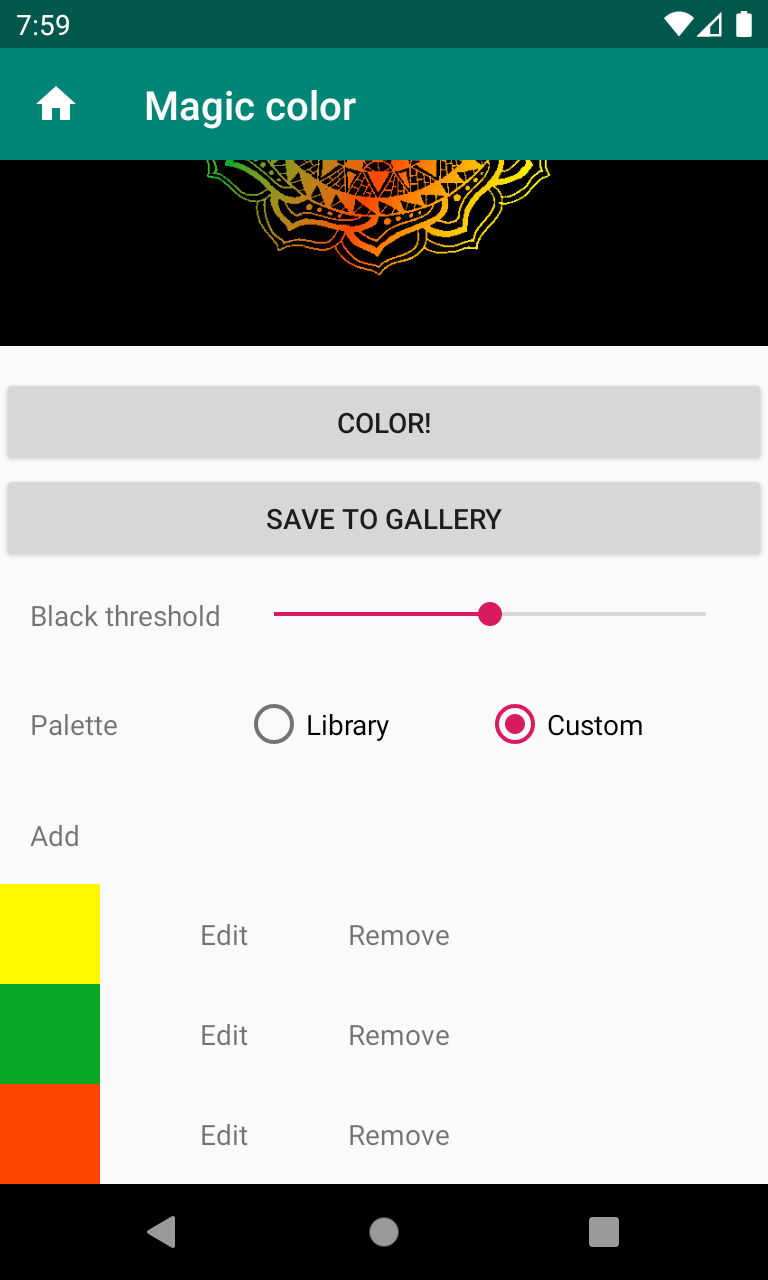 7:59
Magic color
COLOR!
SAVE TO GALLERY
Black threshold
Palette Library Custom
Add
Edit Remove
Edit Remove
Edit Remove